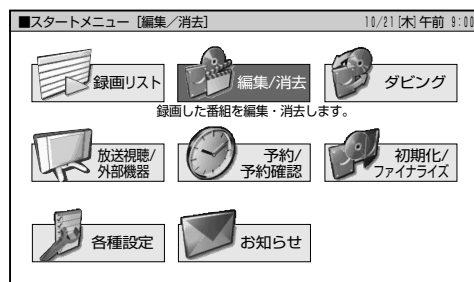 ■スタートメニュー [編集/消去] 10/21[木]午前 9:00
録画リスト 編集/消去 ダビング
録画した番組を編集・消去します。
放送視聴/
外部機器
予約/
予約確認
初期化/
ファイナライズ
各種設定 お知らせ